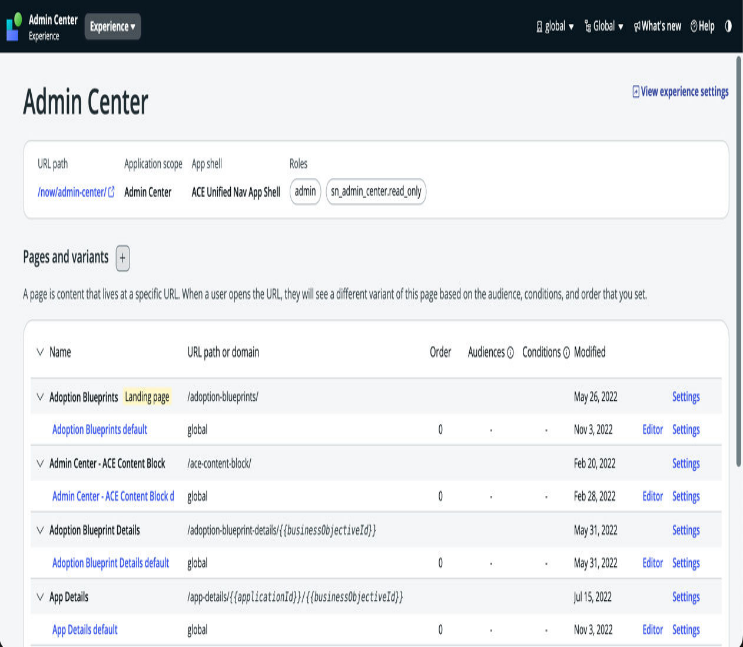 Admin Center
Experience
Experience
global
Global
What's new
Help
Admin Center
View experience settings
URL path Application scope App shell Roles
/now/admin-center/ Admin Center ACE Unified Nav App Shell admin sn_admin_center.read_only
Pages and variants +
A page is content that lives at a specific URL. When a user opens the URL, they will see a different variant of this page based on the audience, conditions, and order that you set.
Name URL path or domain Order Audiences Conditions Modified
Adoption Blueprints Landing page /adoption-blueprints/ May 26, 2022 Settings
Adoption Blueprints default global 0 - - Nov 3, 2022 Editor Settings
Admin Center - ACE Content Block /ace-content-block/ Feb 20, 2022 Settings
Admin Center - ACE Content Block d global 0 - - Feb 28, 2022 Editor Settings
Adoption Blueprint Details /adoption-blueprint-details/{{businessObjectiveId}} May 31, 2022 Settings
Adoption Blueprint Details default global 0 - - May 31, 2022 Editor Settings
App Details /app-details/{{applicationId}}/{{businessObjectiveId}} Jul 15, 2022 Settings
App Details default global 0 - - Nov 3, 2022 Editor Settings